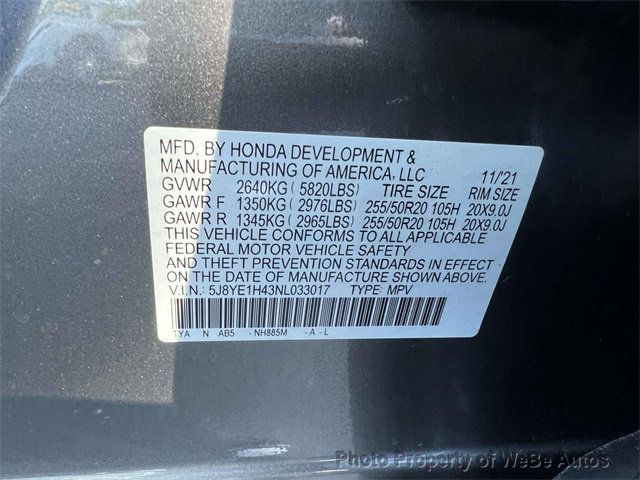 MFD. BY HONDA DEVELOPMENT &
MANUFACTURING OF AMERICA, LLC 11/'21
GVWR 2640KG ( 5820LBS) TIRE SIZE RIM SIZE
GAWR F 1350KG ( 2976LBS) 255/50R20 105H 20X9.0J
GAWR R 1345KG ( 2965LBS) 255/50R20 105H 20X9.0J
THIS VEHICLE CONFORMS TO ALL APPLICABLE
FEDERAL MOTOR VEHICLE SAFETY
AND THEFT PREVENTION STANDARDS IN EFFECT
ON THE DATE OF MANUFACTURE SHOWN ABOVE.
V.I.N.: 5J8YE1H43NL033017 TYPE: MPV
TYA N AB5 -NH885M -A-L
Photo Property of WeBe Autos